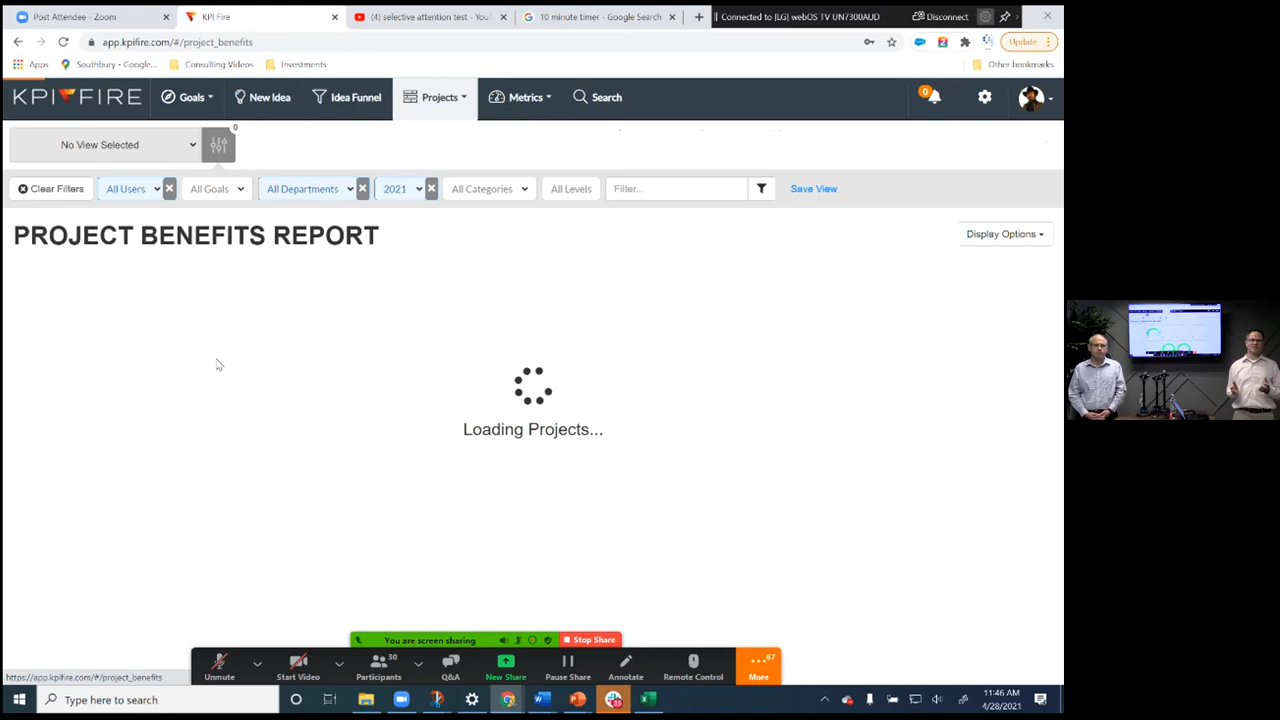 Post Attendee - Zoom
KPI Fire
(4) selective attention test - YouT
10 minute timer - Google Search
Connected to [LG] webOS TV UN7300AUD
Disconnect
app.kpifire.com/#/project_benefits
Update
Apps
Southbury - Google...
Consulting Videos
Investments
Other bookmarks
KPI FIRE
Goals
New Idea
Idea Funnel
Projects
Metrics
Search
0
No View Selected
0
Clear Filters
All Users
All Goals
All Departments
2021
All Categories
All Levels
Filter...
Save View
PROJECT BENEFITS REPORT
Display Options
Loading Projects...
You are screen sharing
Stop Share
Unmute
Start Video
Participants
30
Q&A
New Share
Pause Share
Annotate
Remote Control
67
More
https://app.kpifire.com/#/project_benefits
Type here to search
11:46 AM
4/28/2021